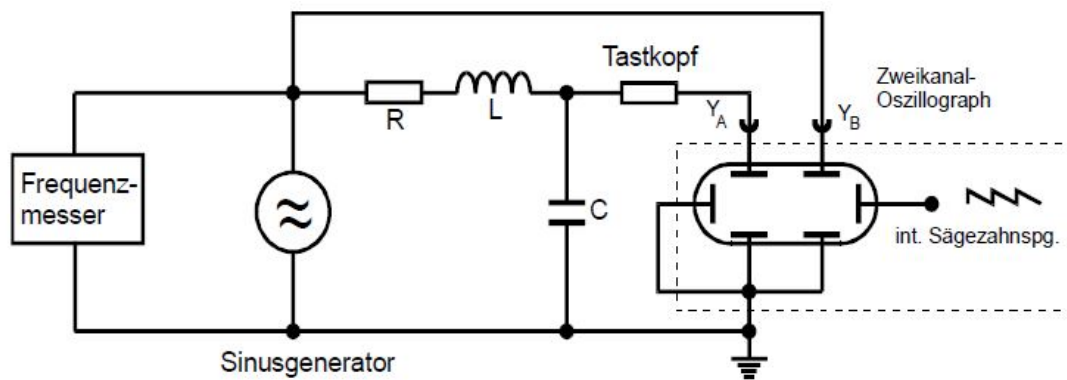 Tastkopf
Zweikanal-
Oszillograph
R
L
Y_A
Y_B
Frequenz-
messer
C
int. Sägezahnspg.
Sinusgenerator